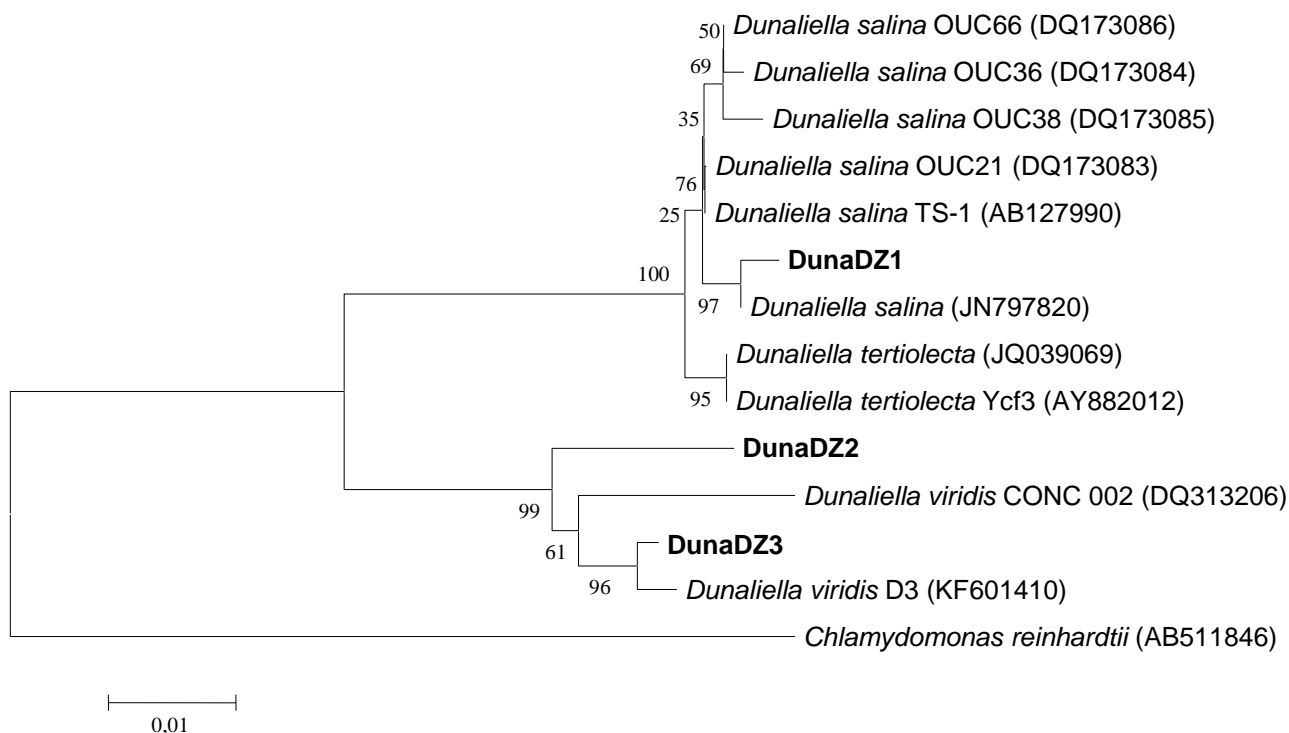 50 Dunaliella salina OUC66 (DQ173086)
69 Dunaliella salina OUC36 (DQ173084)
35 Dunaliella salina OUC38 (DQ173085)
Dunaliella salina OUC21 (DQ173083)
76
25 Dunaliella salina TS-1 (AB127990)
DunaDZ1
100
97 Dunaliella salina (JN797820)
Dunaliella tertiolecta (JQ039069)
95 Dunaliella tertiolecta Ycf3 (AY882012)
DunaDZ2
Dunaliella viridis CONC 002 (DQ313206)
99
61 DunaDZ3
96 Dunaliella viridis D3 (KF601410)
Chlamydomonas reinhardtii (AB511846)
0,01